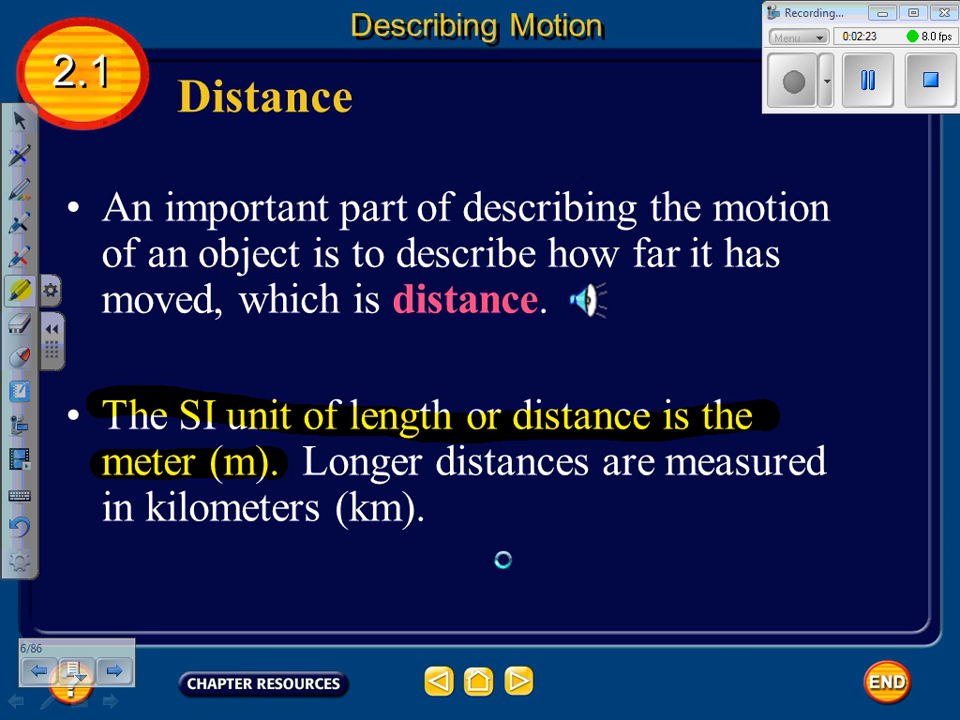 Describing Motion
Recording...
Menu
0:02:23
8.0 fps
2.1
Distance
• An important part of describing the motion
of an object is to describe how far it has
moved, which is distance.
• The SI unit of length or distance is the
meter (m). Longer distances are measured
in kilometers (km).
6/86
?
CHAPTER RESOURCES
END